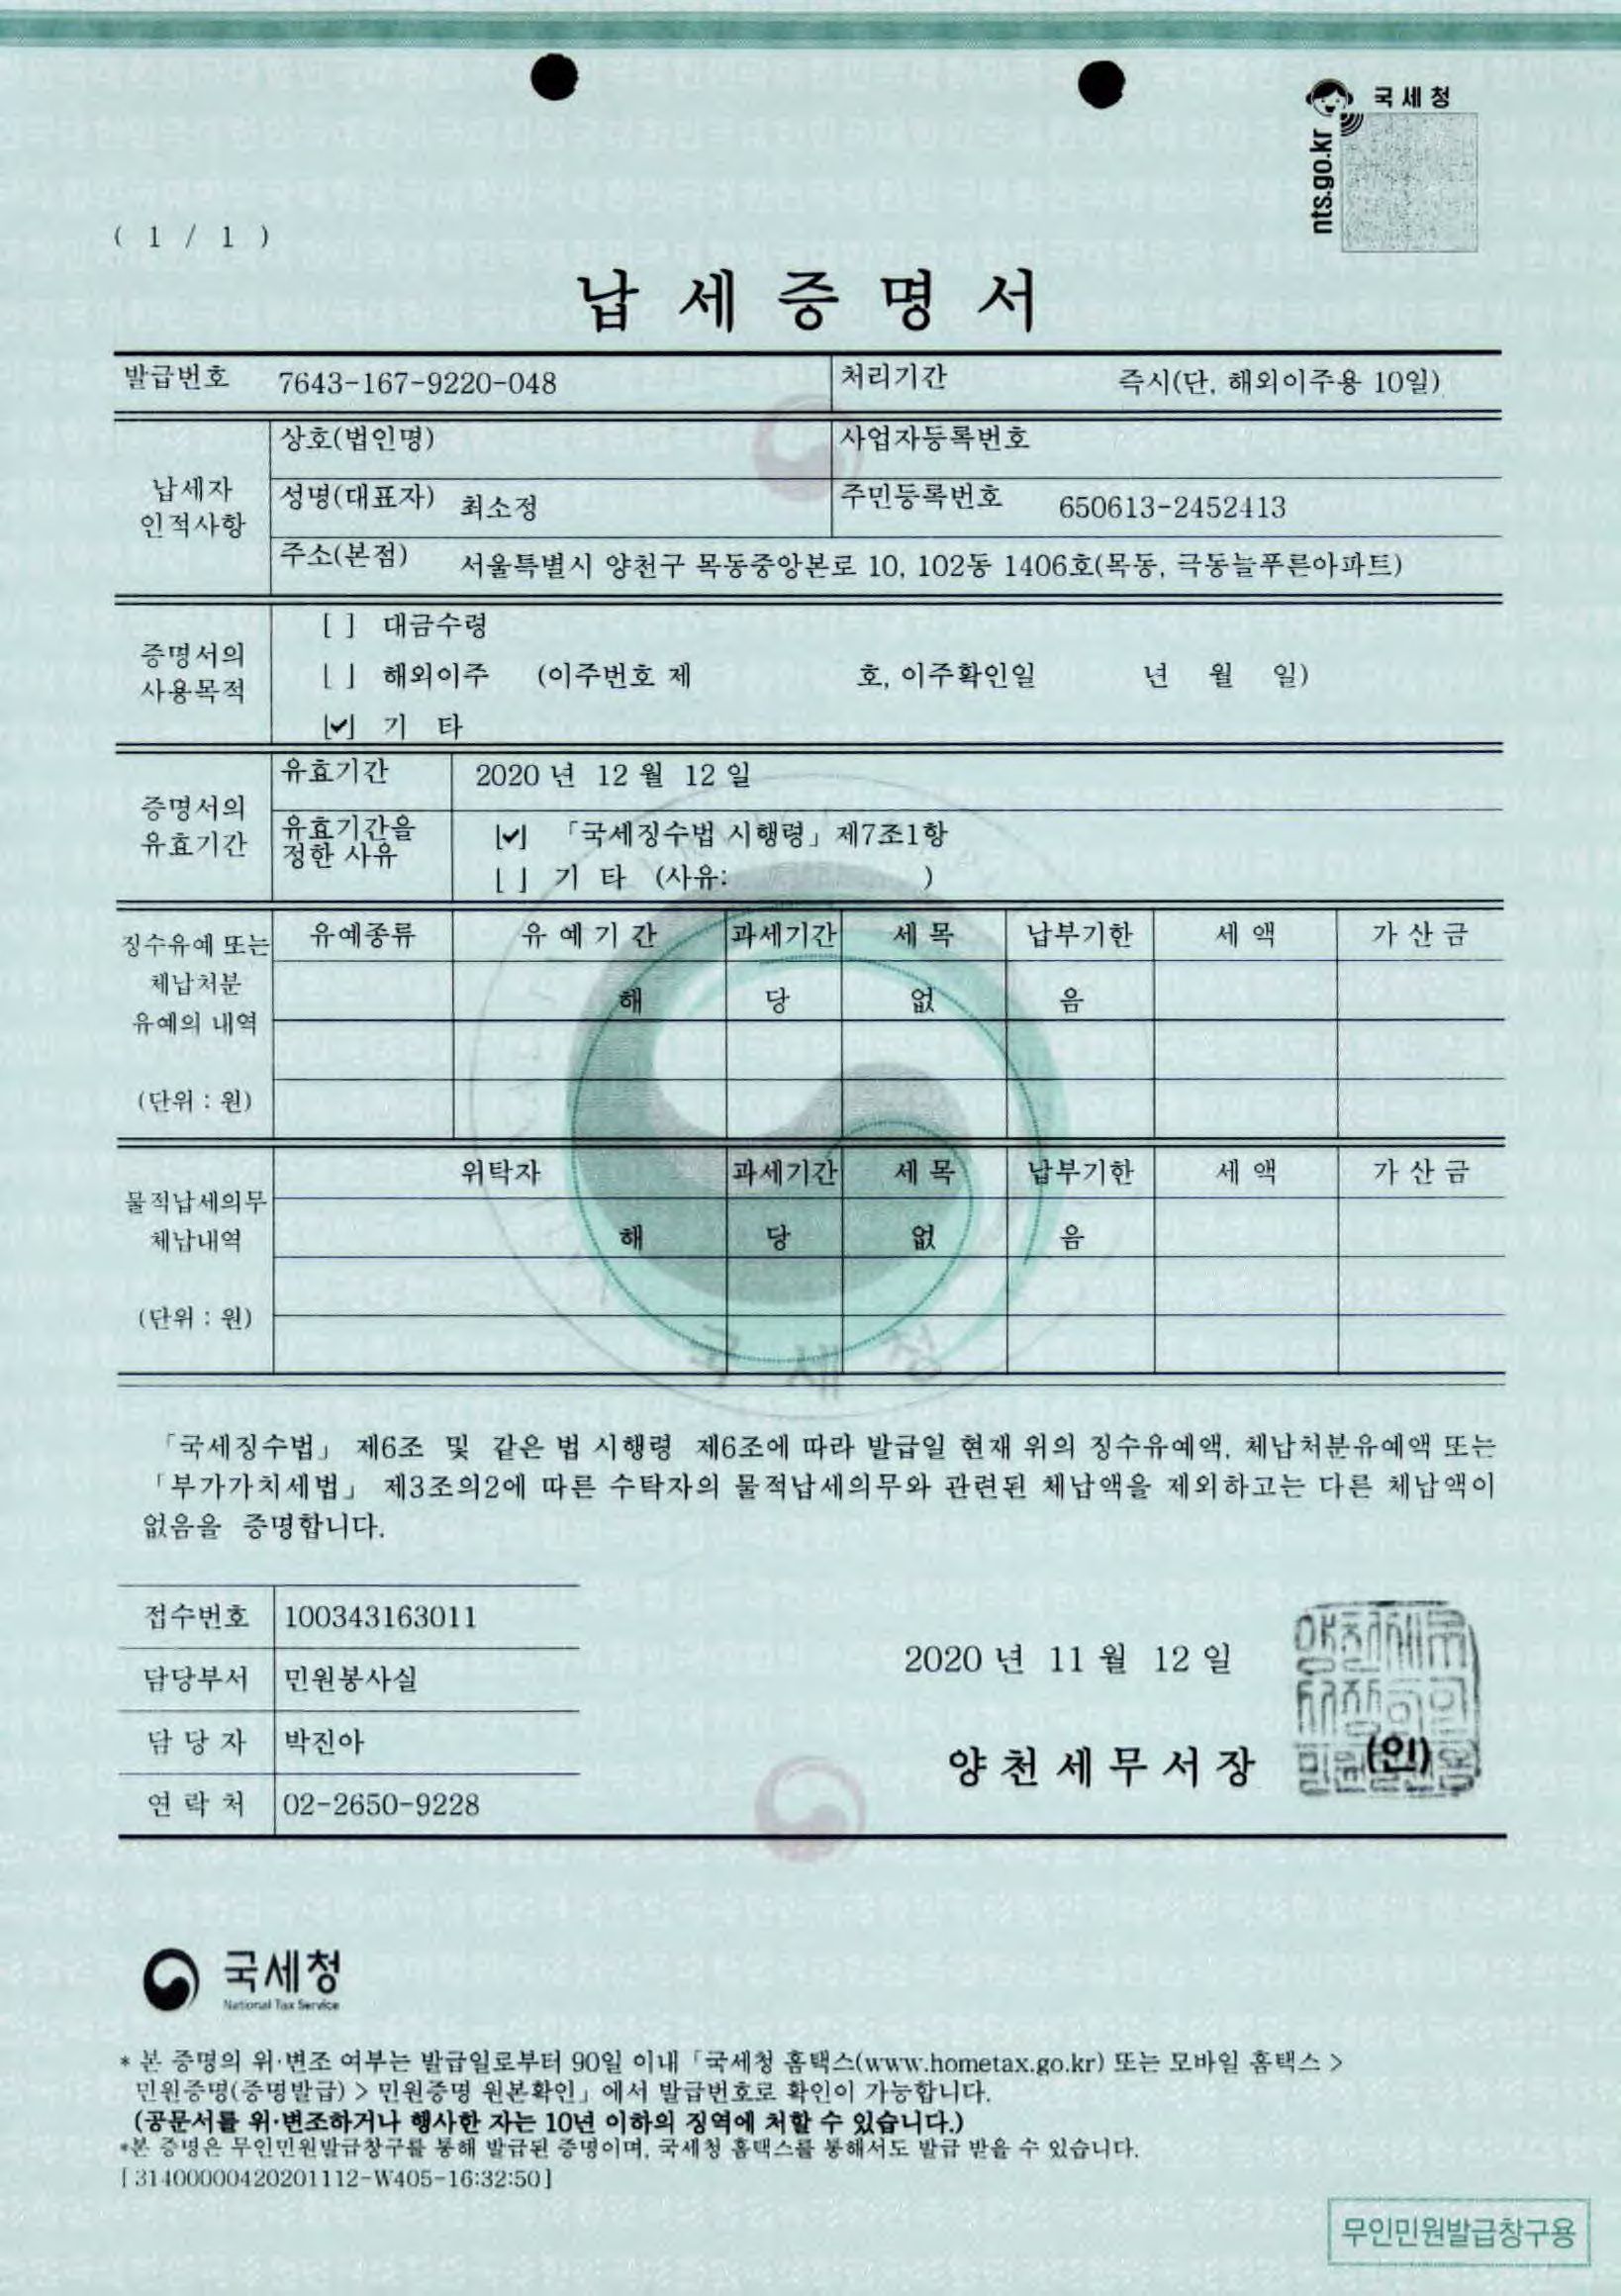 국세청
nts.go.kr
( 1 / 1 )
납 세 증 명 서
발급번호 7643-167-9220-048 처리기간 즉시(단, 해외이주용 10일)
납세자 인적사항
상호(법인명) 사업자등록번호
성명(대표자) 최소정 주민등록번호 650613-2452413
주소(본점) 서울특별시 양천구 목동중앙본로 10, 102동 1406호(목동, 극동늘푸른아파트)
증명서의 사용목적
[ ] 대금수령
[ ] 해외이주 (이주번호 제 호, 이주확인일 년 월 일)
[✔] 기 타
증명서의 유효기간
유효기간 2020 년 12 월 12 일
유효기간을 정한 사유
[✔] 「국세징수법 시행령」 제7조1항
[ ] 기 타 (사유: )
징수유예 또는 체납처분 유예의 내역 (단위 : 원)
유예종류 유 예 기 간 과세기간 세 목 납부기한 세 액 가 산 금
해 당 없 음
물적납세의무 체납내역 (단위 : 원)
위탁자 과세기간 세 목 납부기한 세 액 가 산 금
해 당 없 음
국 세 청
「국세징수법」 제6조 및 같은 법 시행령 제6조에 따라 발급일 현재 위의 징수유예액, 체납처분유예액 또는
「부가가치세법」 제3조의2에 따른 수탁자의 물적납세의무와 관련된 체납액을 제외하고는 다른 체납액이
없음을 증명합니다.
접수번호 100343163011
담당부서 민원봉사실
담 당 자 박진아
연 락 처 02-2650-9228
2020 년 11 월 12 일
양 천 세 무 서 장 (인)
국세청
National Tax Service
* 본 증명의 위·변조 여부는 발급일로부터 90일 이내「국세청 홈택스(www.hometax.go.kr) 또는 모바일 홈택스 >
민원증명(증명발급) > 민원증명 원본확인」에서 발급번호로 확인이 가능합니다.
(공문서를 위·변조하거나 행사한 자는 10년 이하의 징역에 처할 수 있습니다.)
*본 증명은 무인민원발급창구를 통해 발급된 증명이며, 국세청 홈택스를 통해서도 발급 받을 수 있습니다.
[31400000420201112-W405-16:32:50]
무인민원발급창구용